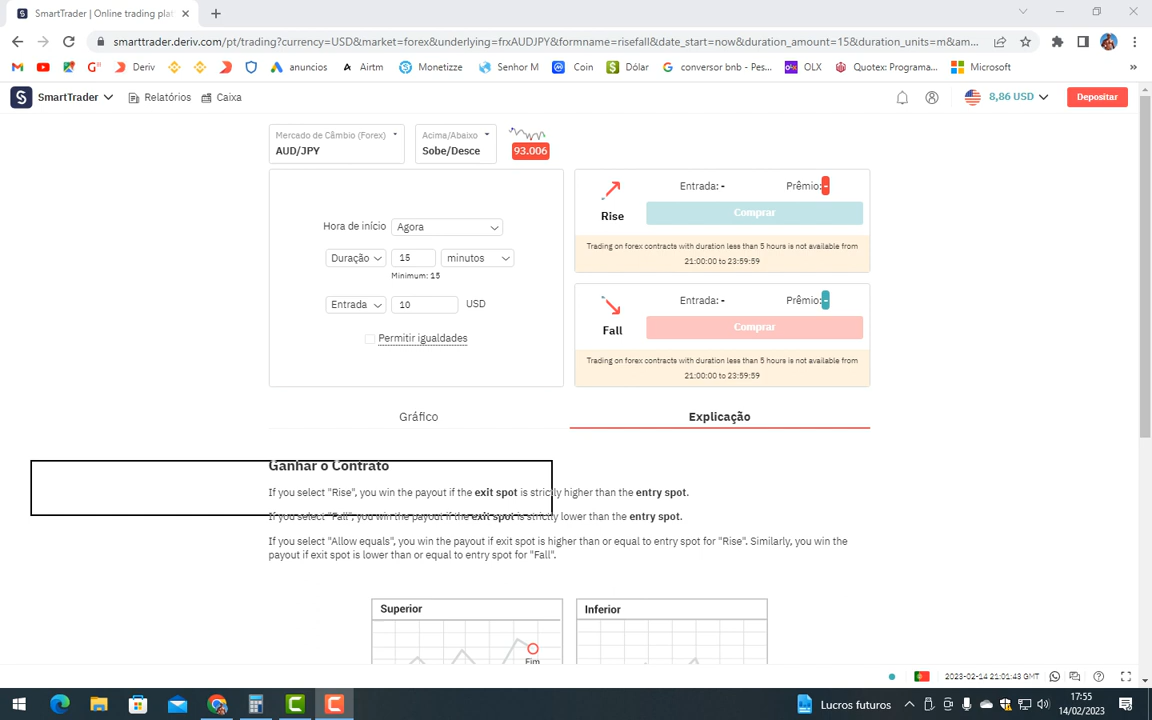 SmartTrader | Online trading plat
smarttrader.deriv.com/pt/trading?currency=USD&market=forex&underlying=frxAUDJPY&formname=risefall&date_start=now&duration_amount=15&duration_units=m&am...
Deriv
anuncios
Airtm
Monetizze
Senhor M
Coin
Dólar
conversor bnb - Pes...
OLX
Quotex: Programa...
Microsoft
»
SmartTrader
Relatórios
Caixa
8,86 USD
Depositar
Mercado de Câmbio (Forex)
AUD/JPY
Acima/Abaixo
Sobe/Desce
93.006
Hora de início
Agora
Duração
15
minutos
Minimum: 15
Entrada
10
USD
Permitir igualdades
Rise
Entrada: -
Prêmio: -
Comprar
Trading on forex contracts with duration less than 5 hours is not available from
21:00:00 to 23:59:59
Fall
Entrada: -
Prêmio: -
Comprar
Trading on forex contracts with duration less than 5 hours is not available from
21:00:00 to 23:59:59
Gráfico
Explicação
Ganhar o Contrato
If you select "Rise", you win the payout if the exit spot is strictly higher than the entry spot.
If you select "Fall", you win the payout if the exit spot is strictly lower than the entry spot.
If you select "Allow equals", you win the payout if exit spot is higher than or equal to entry spot for "Rise". Similarly, you win the
payout if exit spot is lower than or equal to entry spot for "Fall".
Superior
Fim
Inferior
2023-02-14 21:01:43 GMT
Lucros futuros
17:55
14/02/2023